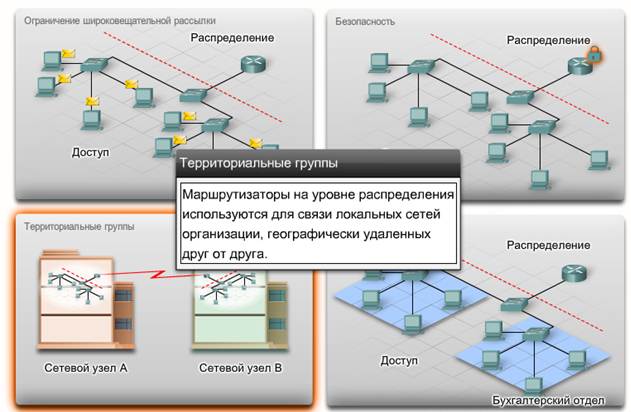 Ограничение широковещательной рассылки
Распределение
Доступ
Безопасность
Распределение
Территориальные группы
Маршрутизаторы на уровне распределения
используются для связи локальных сетей
организации, географически удаленных
друг от друга.
Территориальные группы
Сетевой узел A
Сетевой узел B
Распределение
Доступ
Бухгалтерский отдел